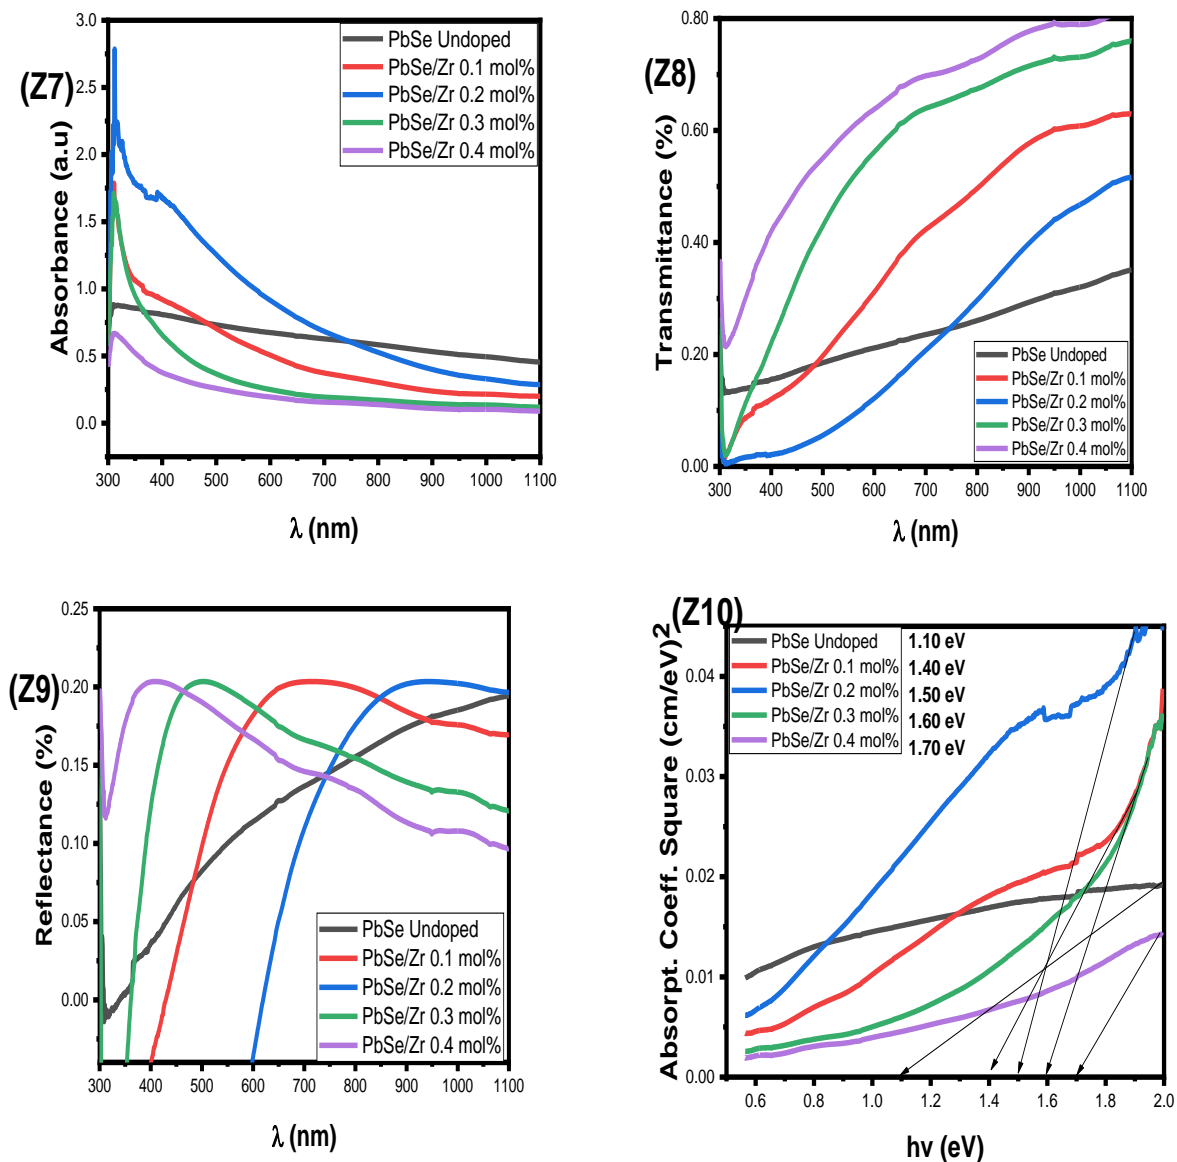 (Z7)
Absorbance (a.u)
3.0
2.5
2.0
1.5
1.0
0.5
0.0
PbSe Undoped
PbSe/Zr 0.1 mol%
PbSe/Zr 0.2 mol%
PbSe/Zr 0.3 mol%
PbSe/Zr 0.4 mol%
300 400 500 600 700 800 900 1000 1100
λ (nm)
(Z8)
Transmittance (%)
0.80
0.60
0.40
0.20
0.00
PbSe Undoped
PbSe/Zr 0.1 mol%
PbSe/Zr 0.2 mol%
PbSe/Zr 0.3 mol%
PbSe/Zr 0.4 mol%
300 400 500 600 700 800 900 1000 1100
λ (nm)
(Z9)
Reflectance (%)
0.25
0.20
0.15
0.10
0.05
0.00
PbSe Undoped
PbSe/Zr 0.1 mol%
PbSe/Zr 0.2 mol%
PbSe/Zr 0.3 mol%
PbSe/Zr 0.4 mol%
300 400 500 600 700 800 900 1000 1100
λ (nm)
(Z10)
Absorpt. Coeff. Square (cm/eV)²
0.04
0.03
0.02
0.01
0.00
PbSe Undoped 1.10 eV
PbSe/Zr 0.1 mol% 1.40 eV
PbSe/Zr 0.2 mol% 1.50 eV
PbSe/Zr 0.3 mol% 1.60 eV
PbSe/Zr 0.4 mol% 1.70 eV
0.6 0.8 1.0 1.2 1.4 1.6 1.8 2.0
hv (eV)